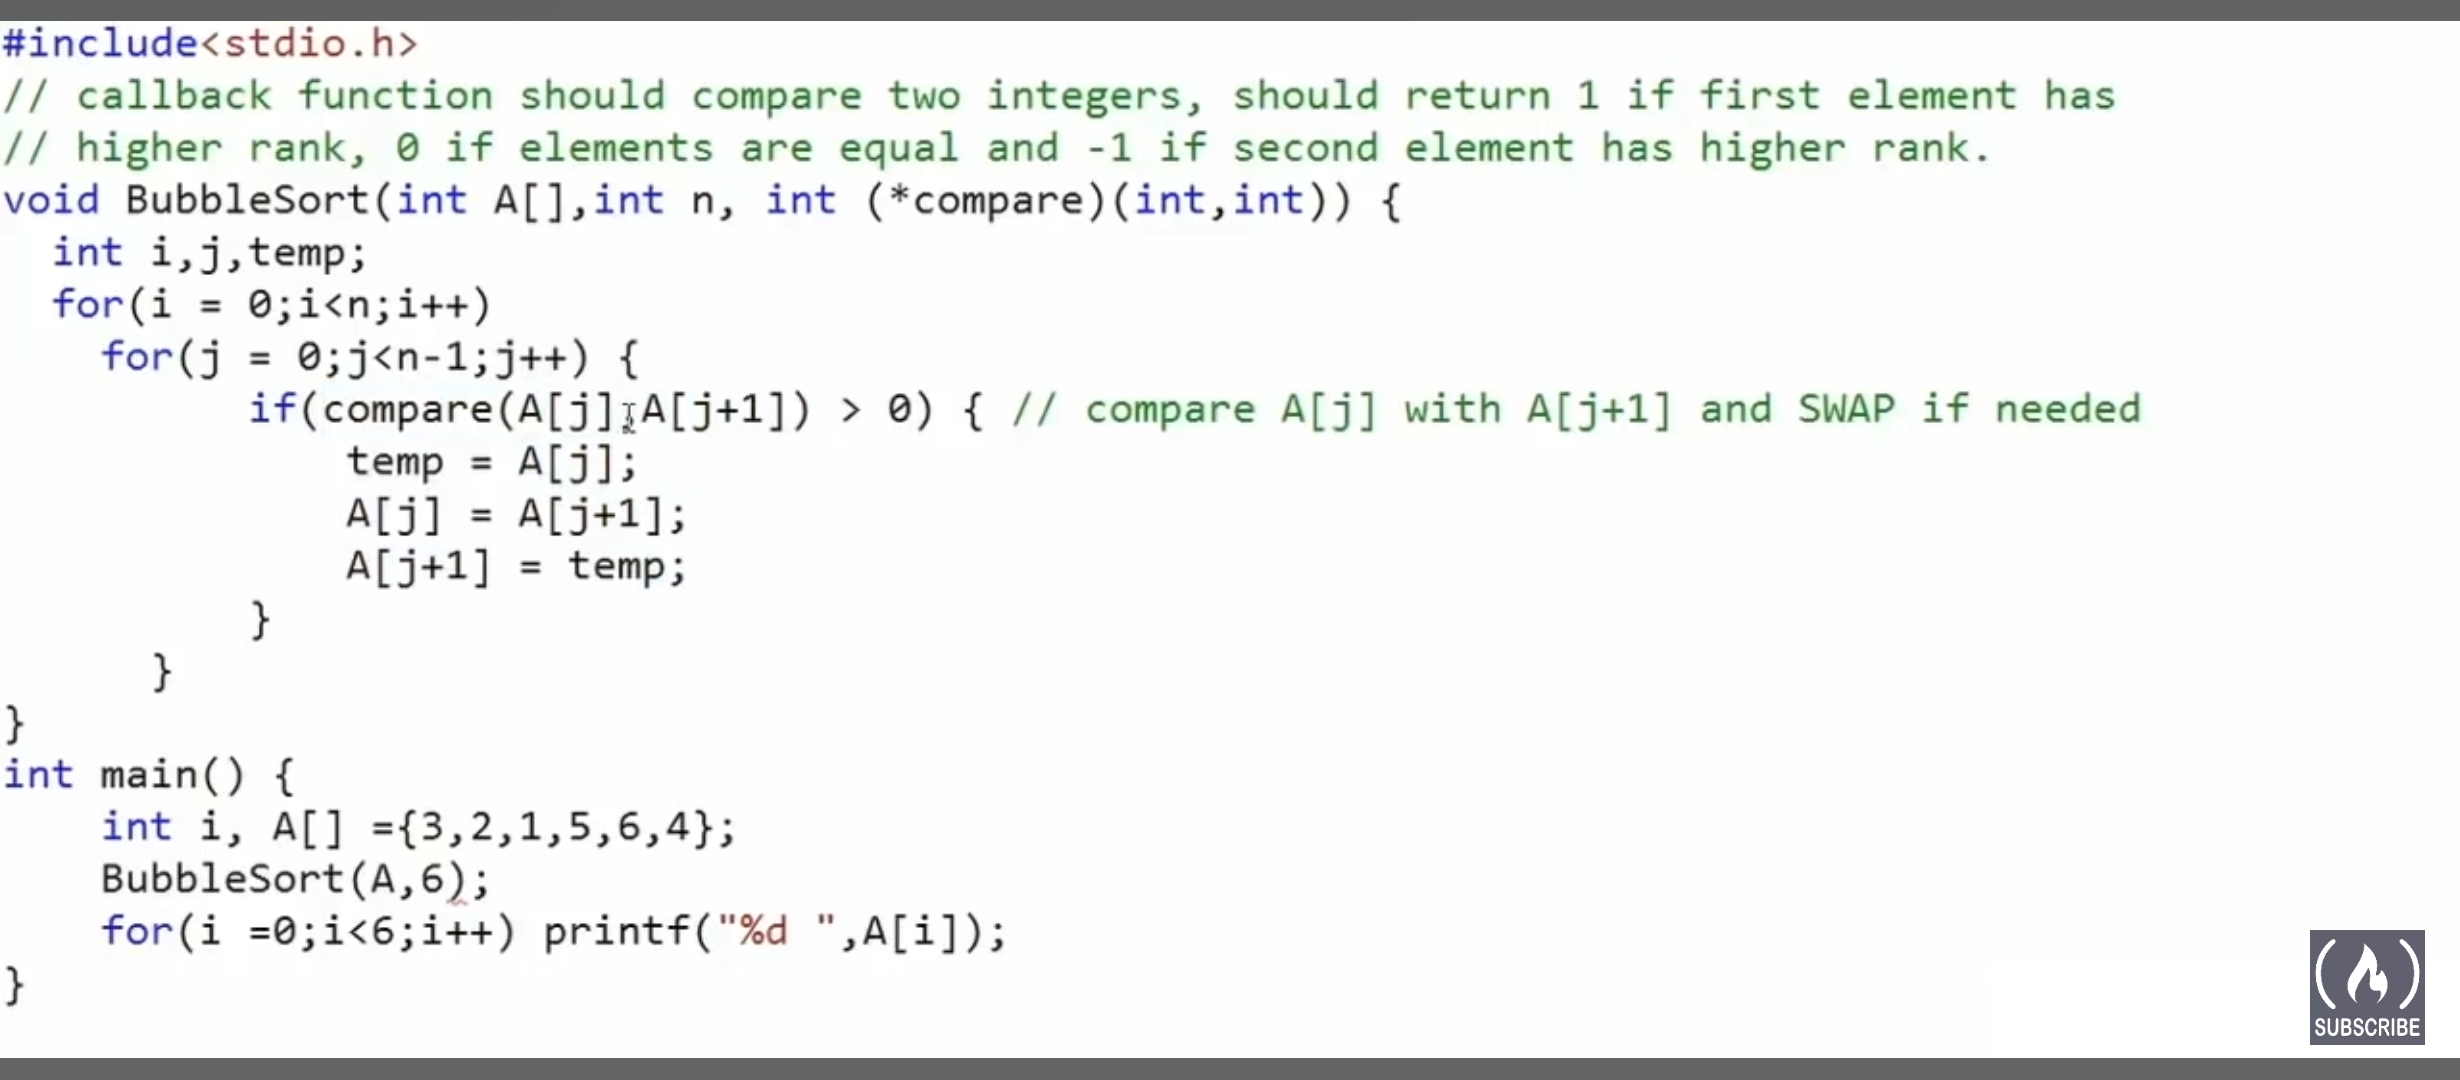 #include<stdio.h>
// callback function should compare two integers, should return 1 if first element has
// higher rank, 0 if elements are equal and -1 if second element has higher rank.
void BubbleSort(int A[],int n, int (*compare)(int,int)) {
  int i,j,temp;
  for(i = 0;i<n;i++)
    for(j = 0;j<n-1;j++) {
          if(compare(A[j],A[j+1]) > 0) { // compare A[j] with A[j+1] and SWAP if needed
              temp = A[j];
              A[j] = A[j+1];
              A[j+1] = temp;
          }
      }
}
int main() {
    int i, A[] ={3,2,1,5,6,4};
    BubbleSort(A,6);
    for(i =0;i<6;i++) printf("%d ",A[i]);
}
SUBSCRIBE